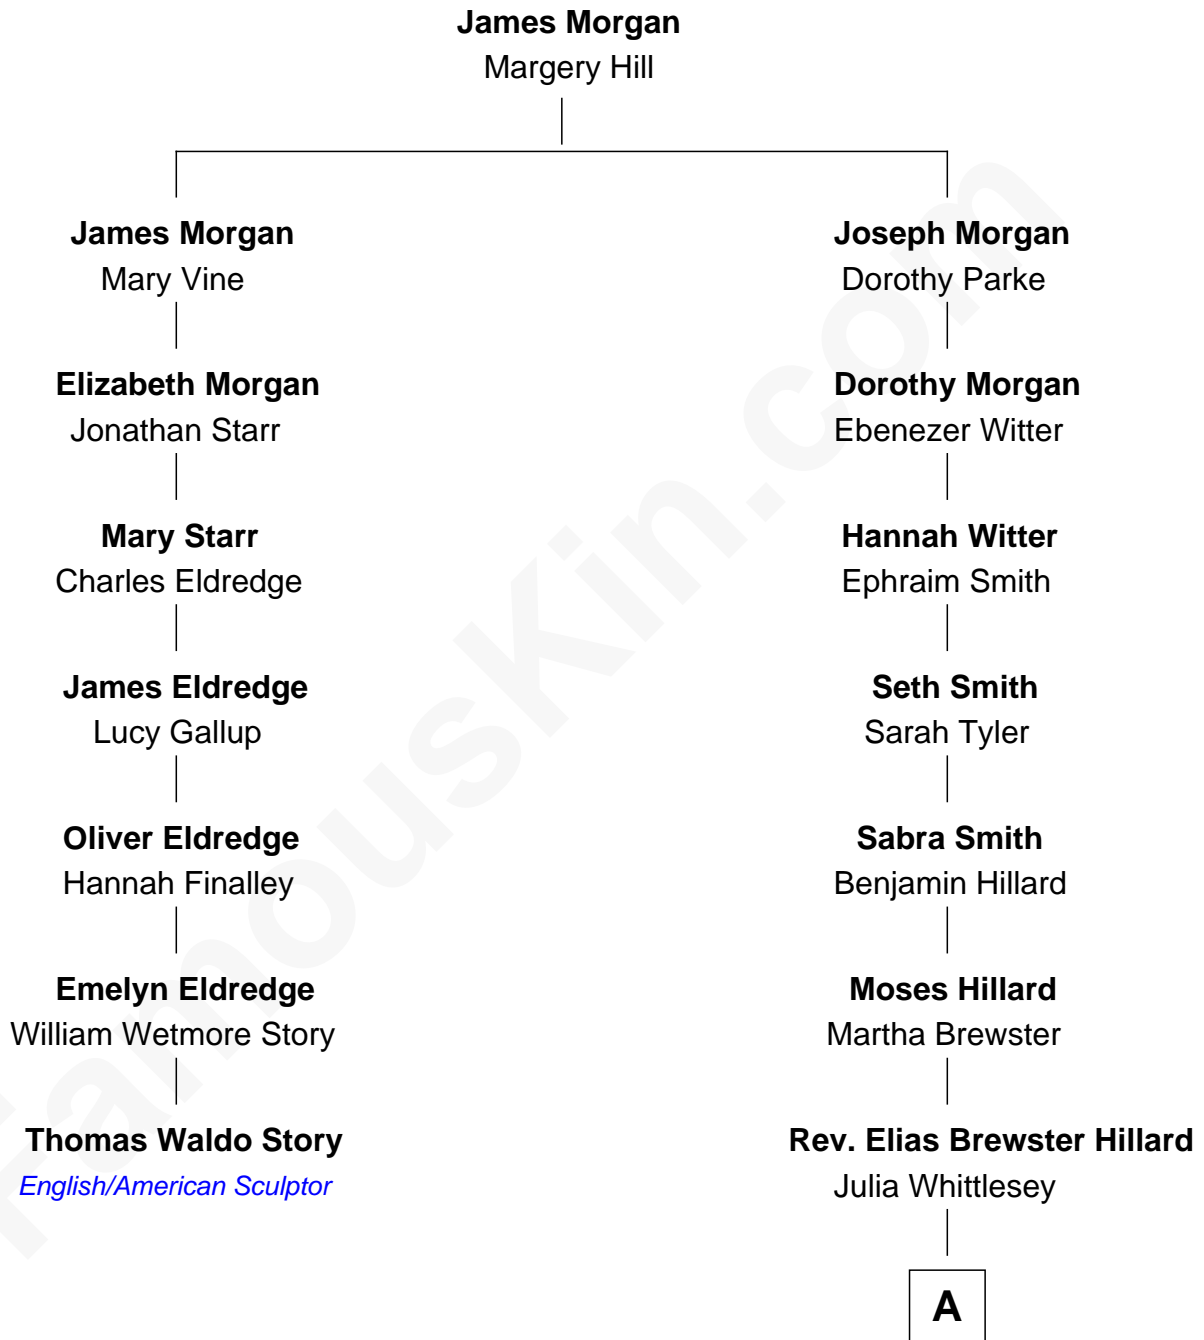 James Morgan
Margery Hill
James Morgan
Mary Vine
Elizabeth Morgan
Jonathan Starr
Mary Starr
Charles Eldredge
James Eldredge
Lucy Gallup
Oliver Eldredge
Hannah Finalley
Emelyn Eldredge
William Wetmore Story
Thomas Waldo Story
English/American Sculptor
Joseph Morgan
Dorothy Parke
Dorothy Morgan
Ebenezer Witter
Hannah Witter
Ephraim Smith
Seth Smith
Sarah Tyler
Sabra Smith
Benjamin Hillard
Moses Hillard
Martha Brewster
Rev. Elias Brewster Hillard
Julia Whittlesey
A
FamousKin.com